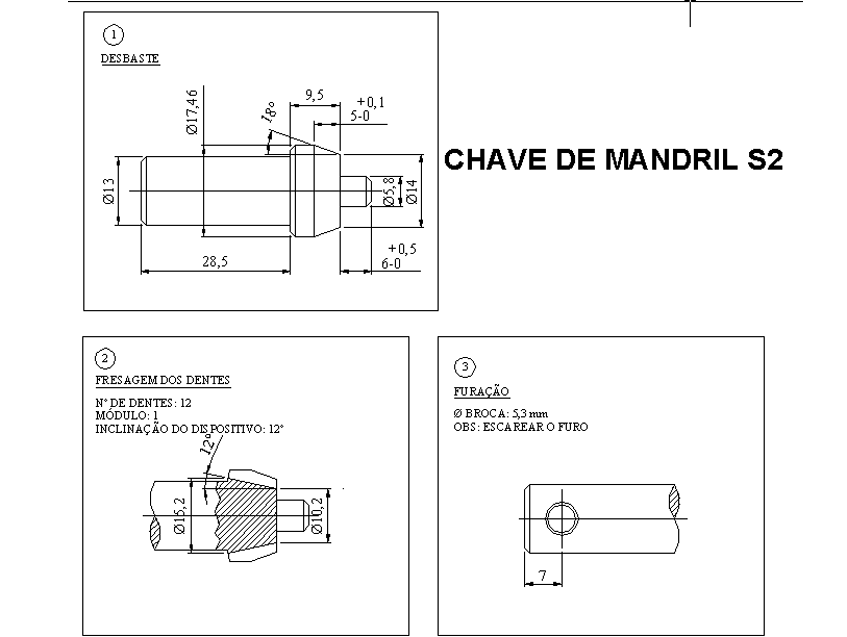 1
DESBASTE
Ø17,46
18°
9,5
+0,1
5-0
Ø13
Ø5,8
Ø14
28,5
+0,5
6-0
CHAVE DE MANDRIL S2
2
FRESAGEM DOS DENTES
N° DE DENTES: 12
MÓDULO: 1
INCLINAÇÃO DO DISPOSITIVO: 12°
12°
Ø15,2
Ø10,2
3
FURAÇÃO
Ø BROCA: 5,3 mm
OBS: ESCAREAR O FURO
7